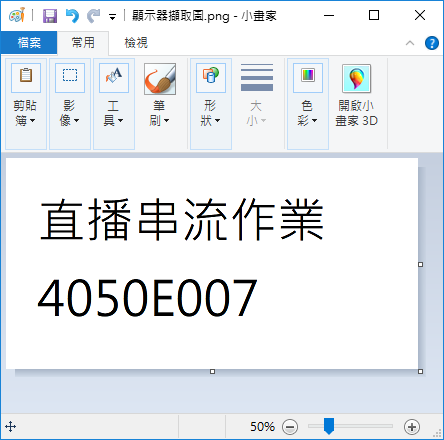 顯示器擷取圖.png - 小畫家
檔案 常用 檢視
剪貼簿
影像
工具
筆刷
形狀
大小
色彩
開啟小畫家 3D
直播串流作業
4050E007
50%